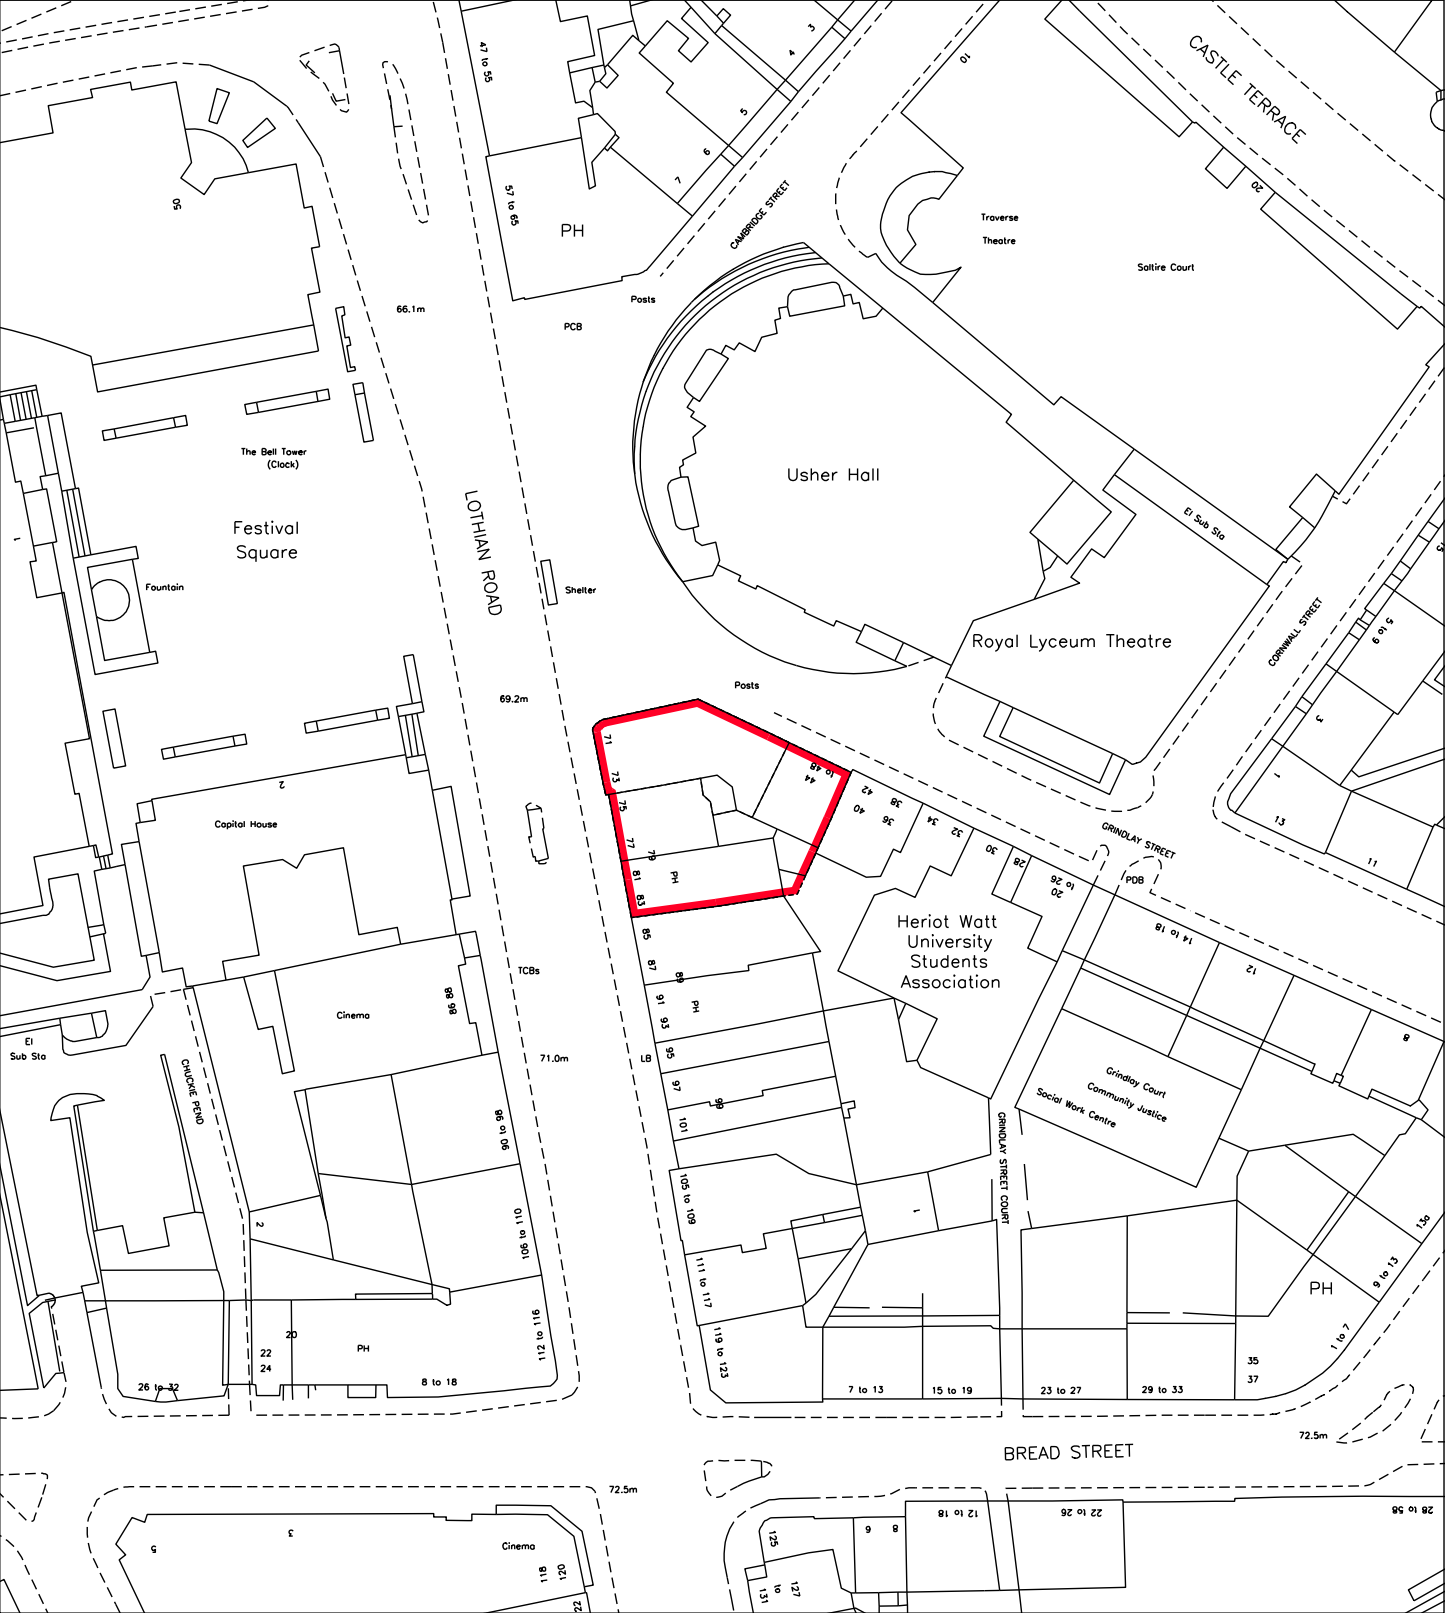 47 to 55
3
4
5
6
7
10
CASTLE TERRACE
20
57 to 65
PH
CAMBRIDGE STREET
50
Traverse
Theatre
Saltire Court
66.1m
Posts
PCB
The Bell Tower
(Clock)
Usher Hall
LOTHIAN ROAD
Festival
Square
El Sub Sta
1
Fountain
Shelter
CORNWALL STREET
5 to 9
Royal Lyceum Theatre
Posts
69.2m
3
71
73
44
to 48
2
75
42
38
40
36
34
32
1
13
Capital House
77
79
81
PH
83
30
28
20
to 26
GRINDLAY STREET
PDB
11
85
Heriot Watt
University
Students
Association
14 to 18
12
87
89
TCBs
86 88
91
PH
93
Cinema
El
Sub Sta
95
LB
71.0m
8
CHUCKIE PEND
97
99
101
Grindlay Court
Community Justice
Social Work Centre
90 to 96
GRINDLAY STREET COURT
105 to 109
1
2
106 to 110
13a
111 to 117
9 to 13
PH
119 to 123
112 to 116
1 to 7
20
22
24
PH
35
37
26 to 32
8 to 18
7 to 13
15 to 19
23 to 27
29 to 33
72.5m
BREAD STREET
72.5m
12 to 18
22 to 26
28 to 58
3
5
Cinema
118
120
122
125
6
8
127
to
131